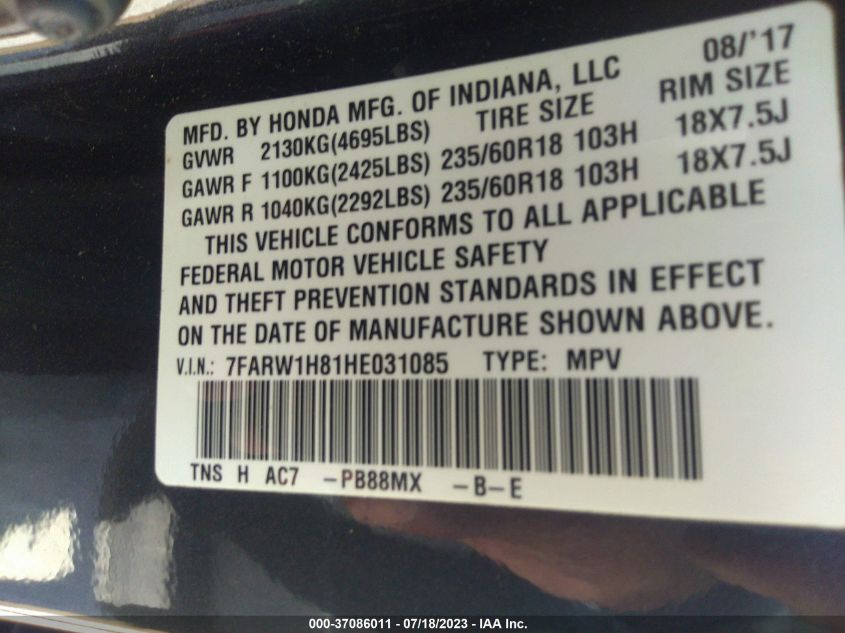 08/'17
MFD. BY HONDA MFG. OF INDIANA, LLC
GVWR 2130KG(4695LBS) TIRE SIZE RIM SIZE
GAWR F 1100KG(2425LBS) 235/60R18 103H 18X7.5J
GAWR R 1040KG(2292LBS) 235/60R18 103H 18X7.5J
THIS VEHICLE CONFORMS TO ALL APPLICABLE
FEDERAL MOTOR VEHICLE SAFETY
AND THEFT PREVENTION STANDARDS IN EFFECT
ON THE DATE OF MANUFACTURE SHOWN ABOVE.
V.I.N.: 7FARW1H81HE031085 TYPE: MPV
TNS H AC7 -PB88MX -B-E
000-37086011 - 07/18/2023 - IAA Inc.